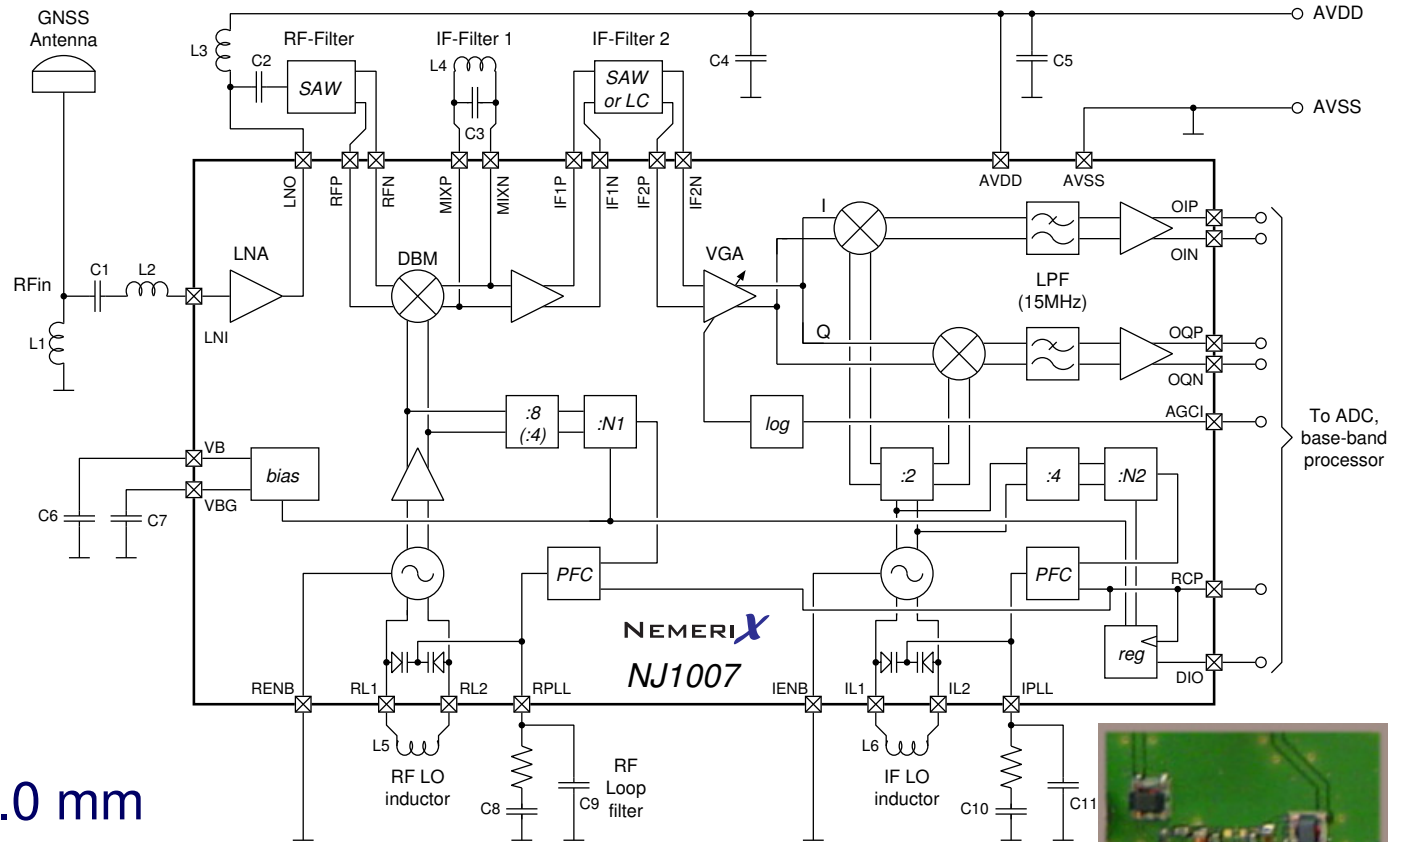 GNSS
Antenna
AVDD
L3
C2
RF-Filter
SAW
IF-Filter 1
L4
C3
IF-Filter 2
SAW
or LC
C4
C5
AVSS
LNO
RFP
RFN
MIXP
MIXN
IF1P
IF1N
IF2P
IF2N
AVDD
AVSS
RFin
C1
L2
L1
LNI
LNA
DBM
VGA
I
Q
LPF
(15MHz)
OIP
OIN
OQP
OQN
AGCI
To ADC,
base-band
processor
:8
(:4)
:N1
log
:2
:4
:N2
VB
VBG
bias
C6
C7
PFC
PFC
RCP
reg
DIO
NEMERIX
NJ1007
RENB
RL1
RL2
RPLL
IENB
IL1
IL2
IPLL
L5
RF LO
inductor
C8
C9
RF
Loop
filter
L6
IF LO
inductor
C10
C11
.0 mm